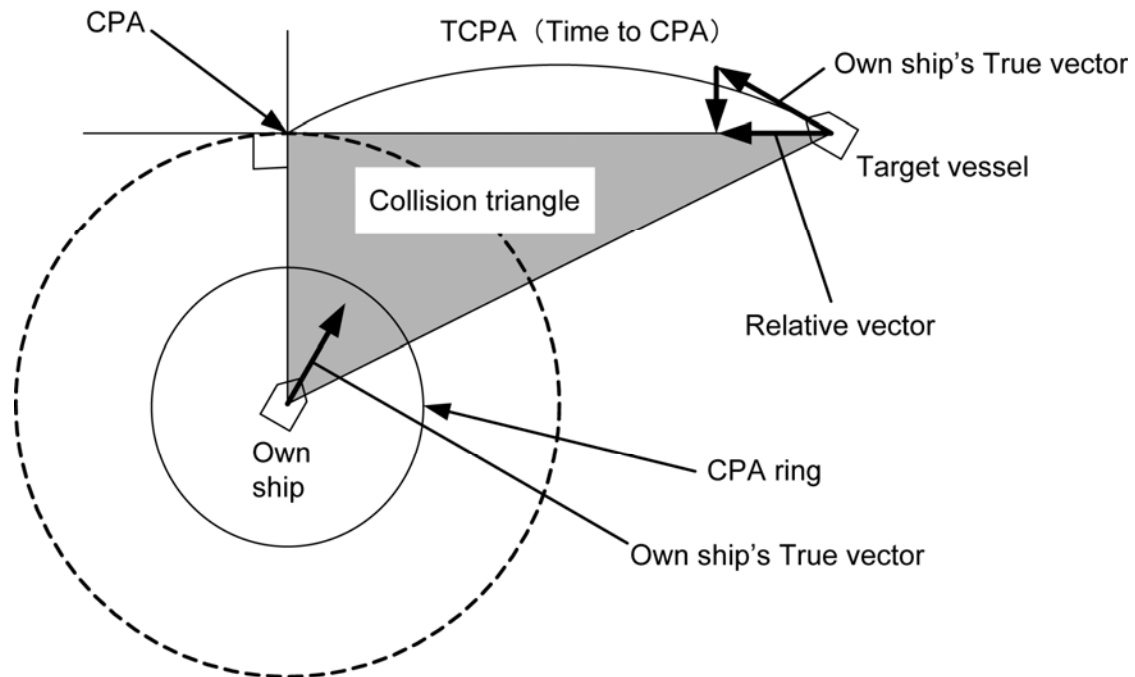 CPA
TCPA（Time to CPA）
Own ship's True vector
Target vessel
Collision triangle
Relative vector
Own
ship
CPA ring
Own ship's True vector